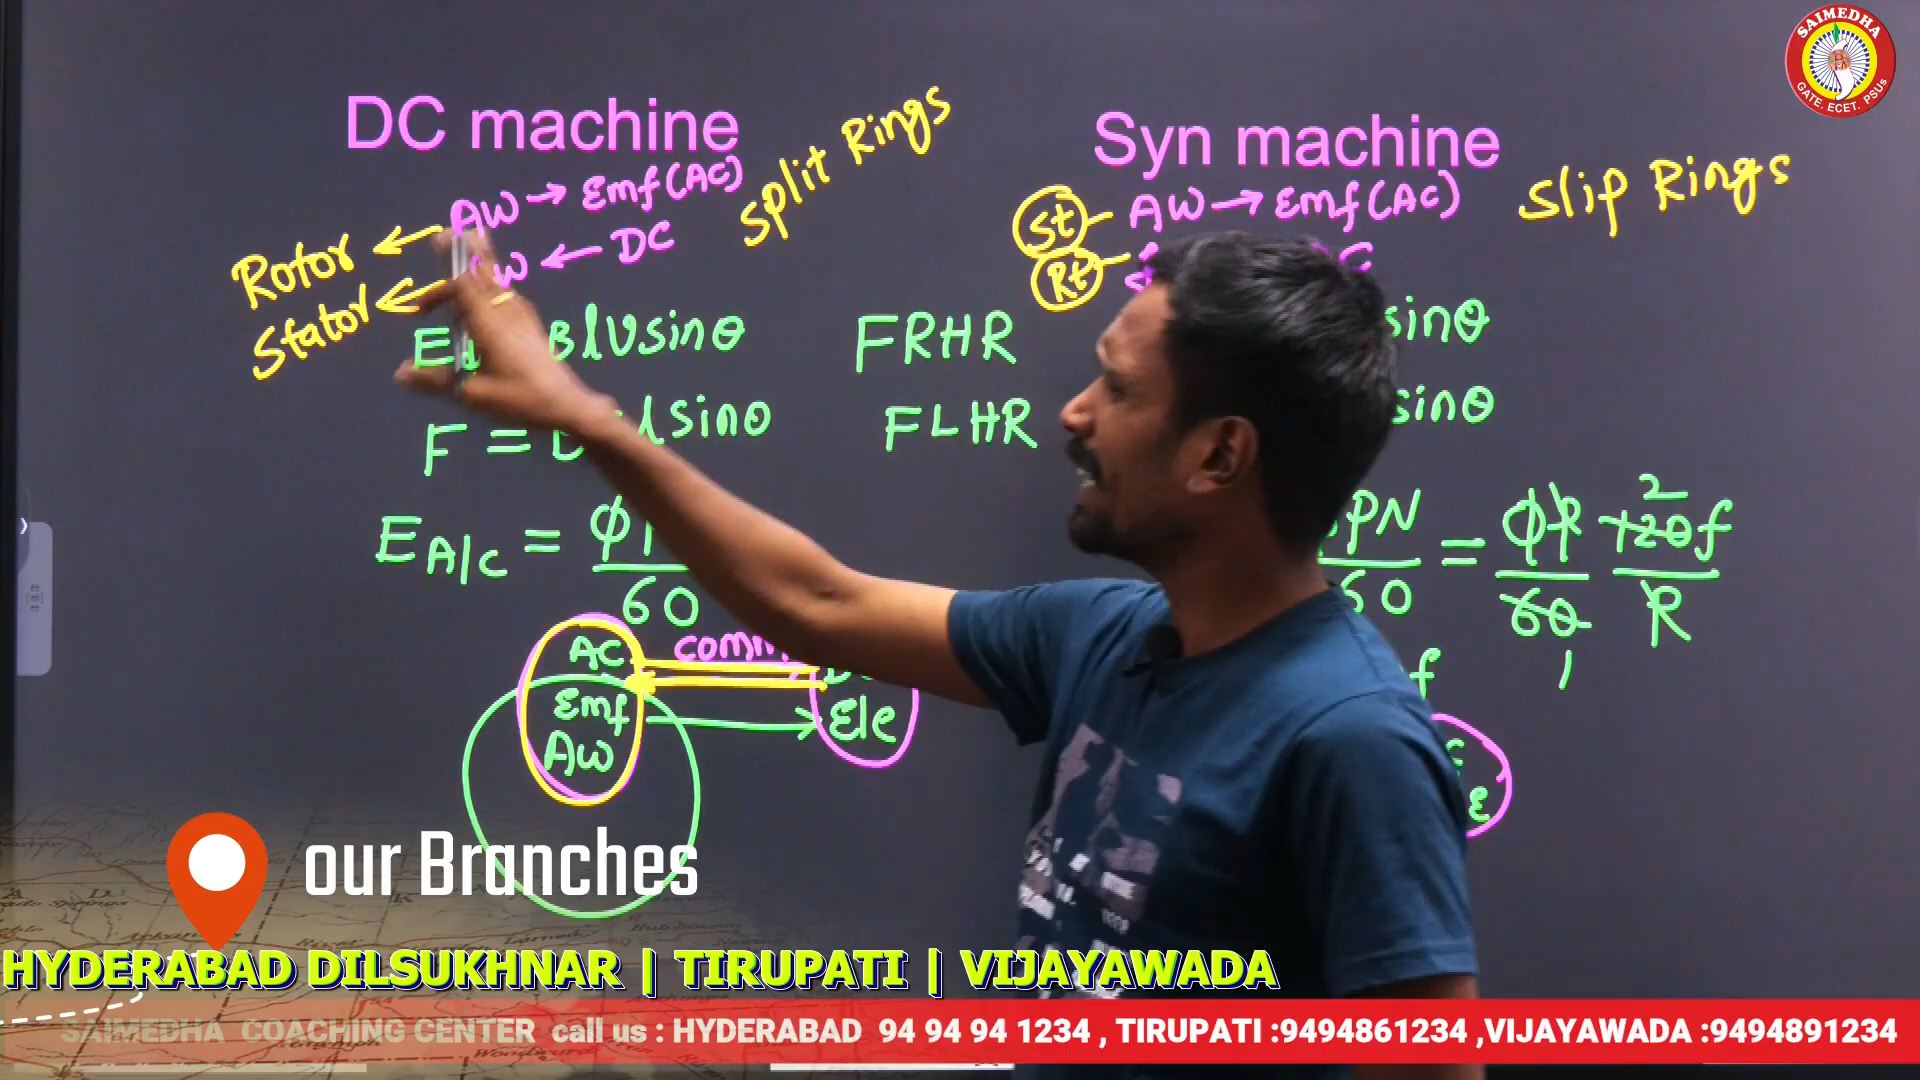 SAIMEDHA
GATE. ECET. PSUs
DC machine
AW → Emf (AC)
W ← DC
Split Rings
Rotor
Stator
E BlVsinθ
FRHR
F = lsinθ
FLHR
E A/C = φ
60
AC
Emf
AW
Ele
Syn machine
St AW → Emf (AC)
Rt
Slip Rings
sinθ
sinθ
PN
60
= φP 120f
60 P
2
1
f
our Branches
HYDERABAD DILSUKHNAR | TIRUPATI | VIJAYAWADA
SAIMEDHA COACHING CENTER call us : HYDERABAD 94 94 94 1234 , TIRUPATI :9494861234 ,VIJAYAWADA :9494891234